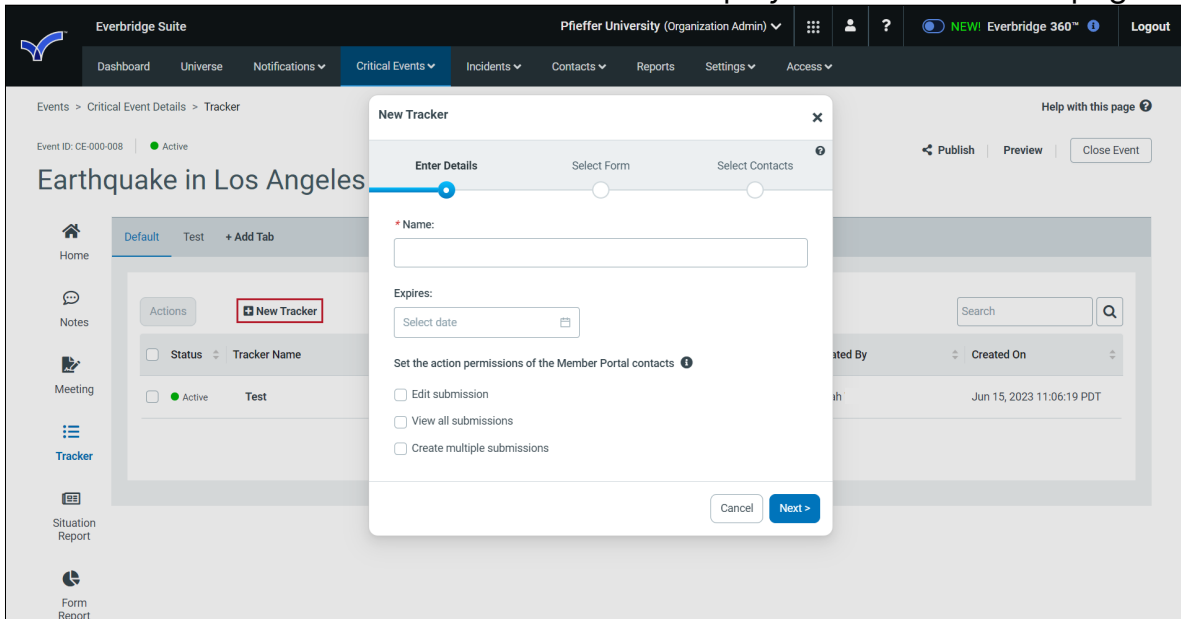 Everbridge Suite
Pfieffer University (Organization Admin)
?
NEW! Everbridge 360™
Logout
Dashboard Universe Notifications Critical Events Incidents Contacts Reports Settings Access
Events > Critical Event Details > Tracker
Help with this page
Event ID: CE-000-008 Active
Publish Preview Close Event
Earthquake in Los Angeles
Home
Notes
Meeting
Tracker
Situation
Report
Form
Report
Default Test + Add Tab
Actions New Tracker
Search
Status Tracker Name
Created On
Active Test
Jun 15, 2023 11:06:19 PDT
New Tracker
Enter Details Select Form Select Contacts
* Name:
Expires:
Select date
Set the action permissions of the Member Portal contacts
Edit submission
View all submissions
Create multiple submissions
Cancel Next >